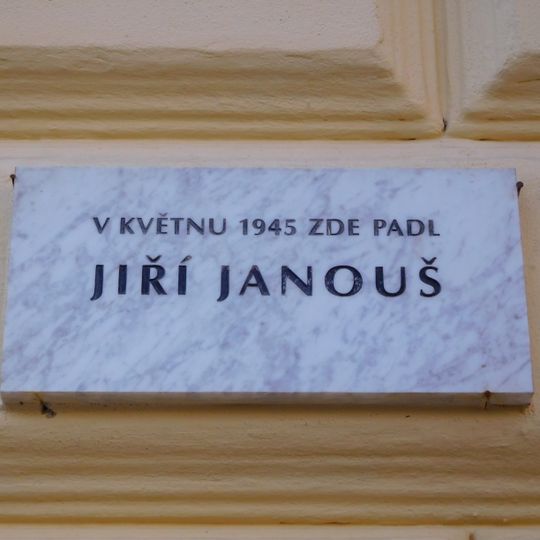 V KVĚTNU 1945 ZDE PADL
JIŘÍ JANOUŠ